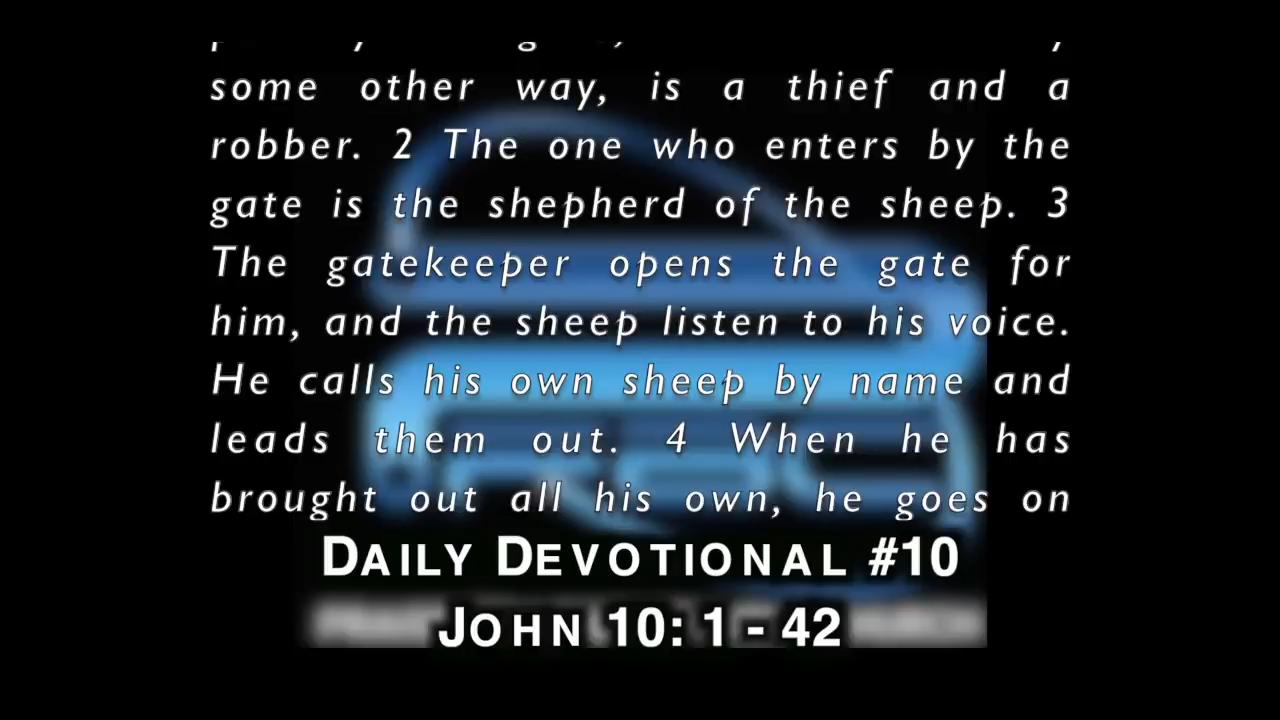 some other way, is a thief and a
robber. 2 The one who enters by the
gate is the shepherd of the sheep. 3
The gatekeeper opens the gate for
him, and the sheep listen to his voice.
He calls his own sheep by name and
leads them out. 4 When he has
brought out all his own, he goes on
DAILY DEVOTIONAL #10
JOHN 10: 1 - 42